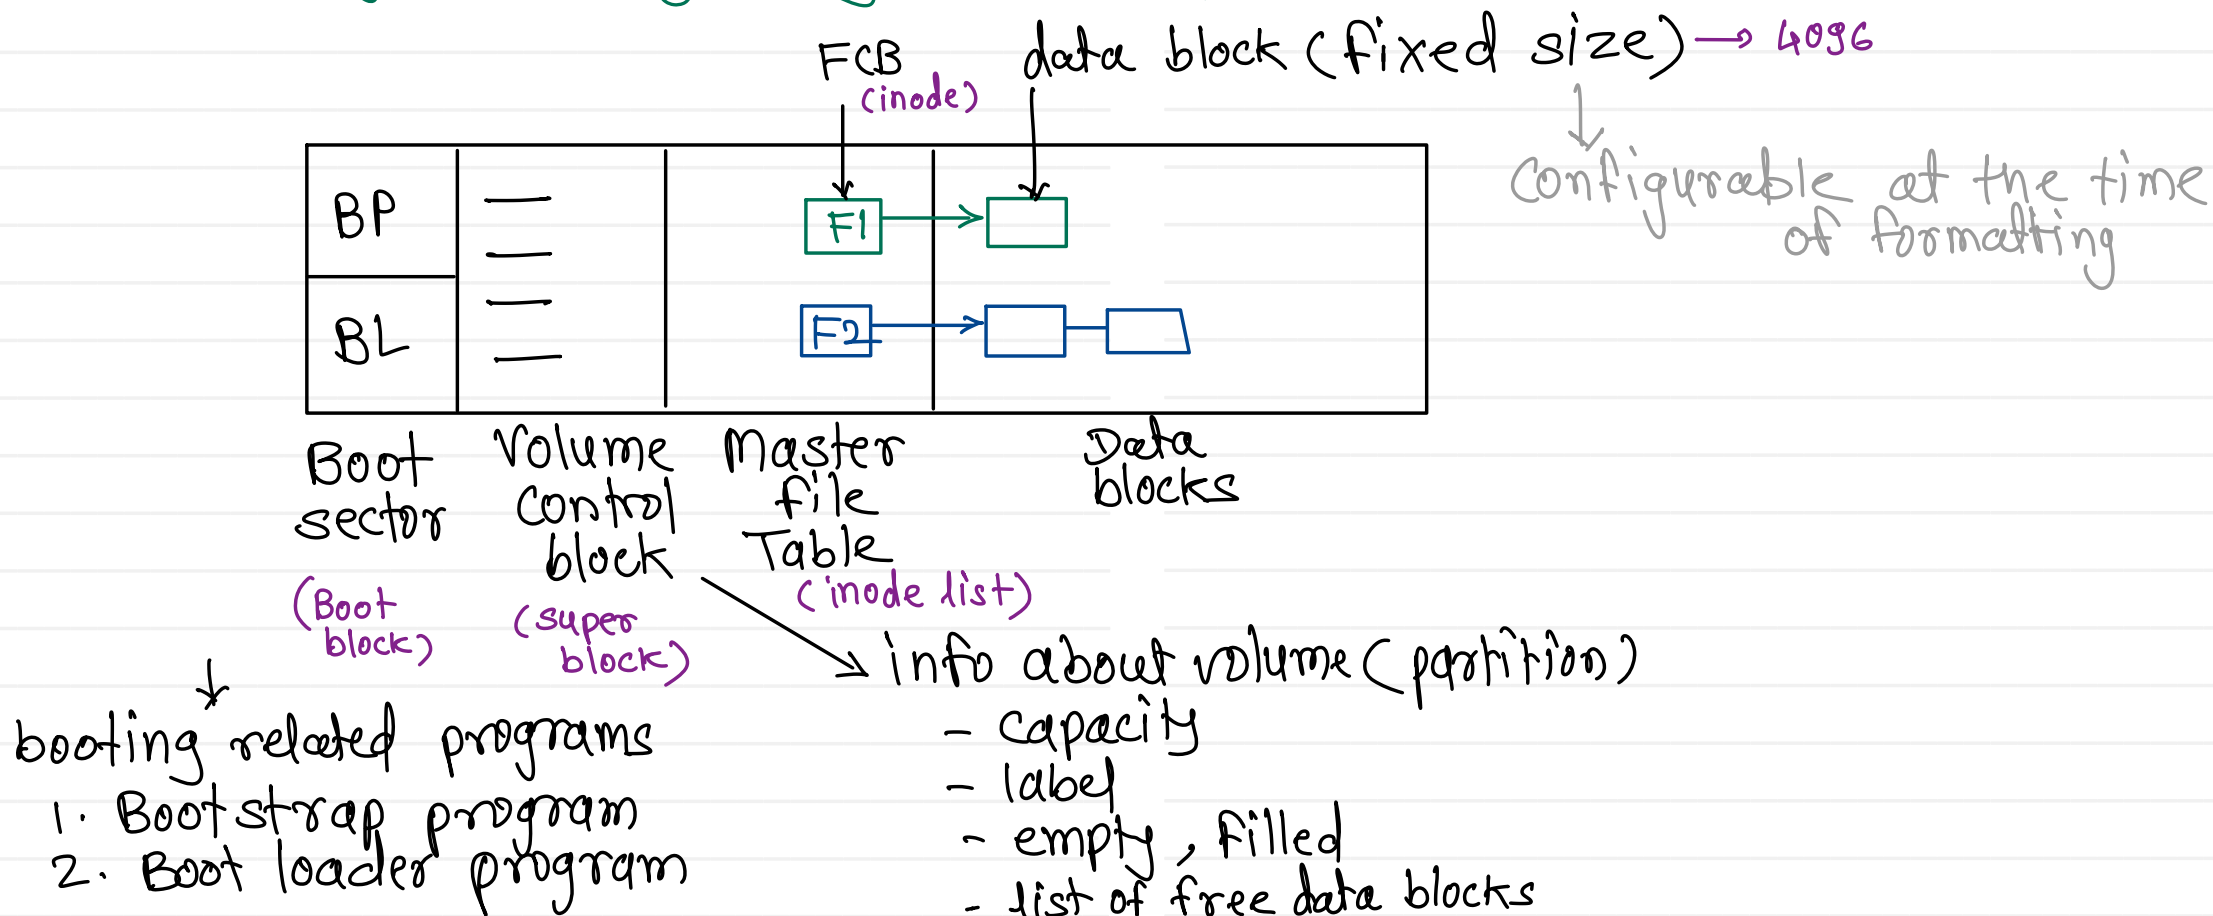 FCB
(inode)
data block (fixed size) → 4096
Configurable at the time
of formatting
BP
BL
F1
F2
Boot
sector
(Boot
block)
Volume
control
block
(super
block)
Master
file
Table
(inode list)
Data
blocks
booting related programs
1. Bootstrap program
2. Boot loader program
info about volume (partition)
- capacity
- label
- empty, filled
- list of free data blocks